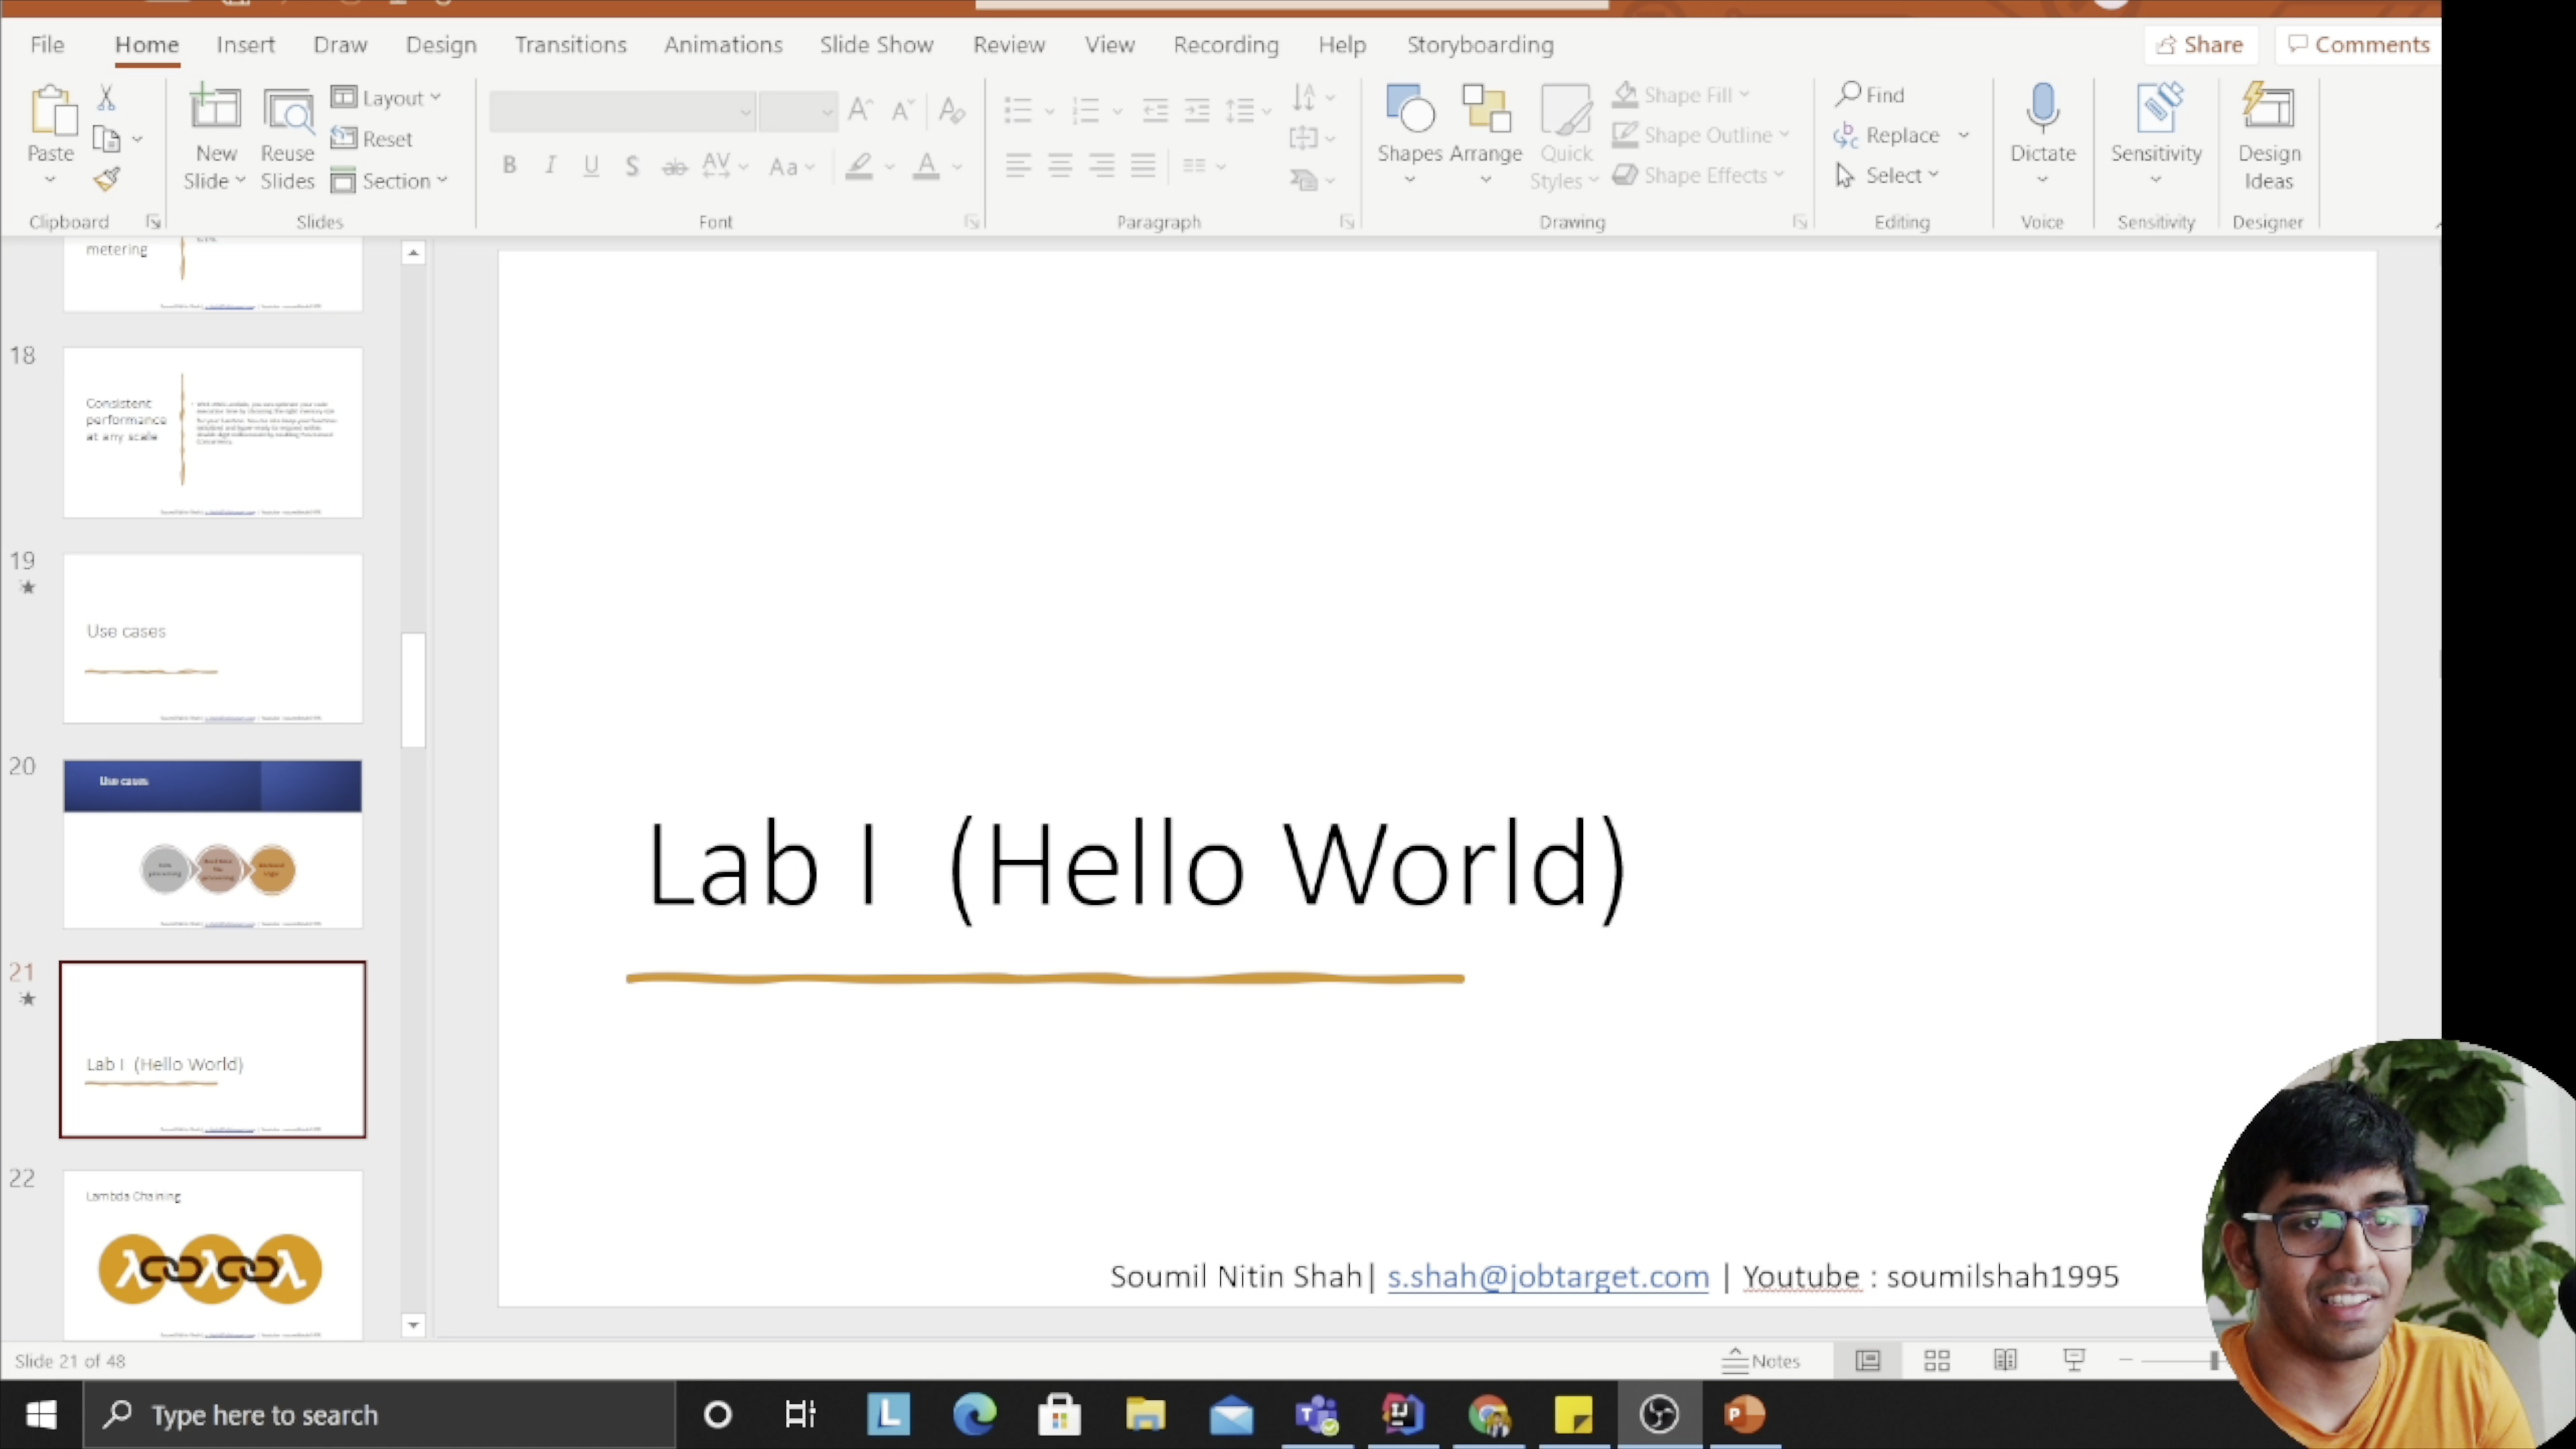 File Home Insert Draw Design Transitions Animations Slide Show Review View Recording Help Storyboarding Share Comments
Paste
New Slide
Reuse Slides
Layout
Reset
Section
B I U S ab AV Aa A
Shapes Arrange Quick Styles
Shape Fill
Shape Outline
Shape Effects
Find
Replace
Select
Dictate
Sensitivity
Design Ideas
Clipboard Slides Font Paragraph Drawing Editing Voice Sensitivity Designer
metering
18
Consistent
performance
at any scale
19
Use cases
20
Use cases
21
Lab I (Hello World)
22
Lambda Chaining
Lab I (Hello World)
Soumil Nitin Shah| s.shah@jobtarget.com | Youtube : soumilshah1995
Slide 21 of 48
Notes
Type here to search